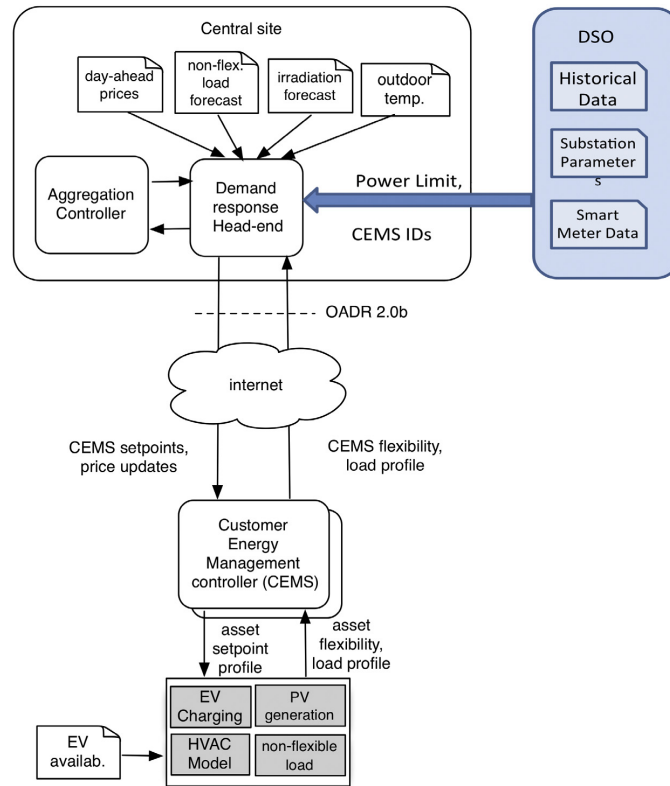 Central site
day-ahead
prices
non-flex.
load
forecast
irradiation
forecast
outdoor
temp.
Aggregation
Controller
Demand
response
Head-end
Power Limit,
CEMS IDs
DSO
Historical
Data
Substation
Parameter
s
Smart
Meter Data
OADR 2.0b
internet
CEMS setpoints,
price updates
CEMS flexibility,
load profile
Customer
Energy
Management
controller (CEMS)
asset
setpoint
profile
asset
flexibility,
load profile
EV
Charging
PV
generation
HVAC
Model
non-flexible
load
EV
availab.